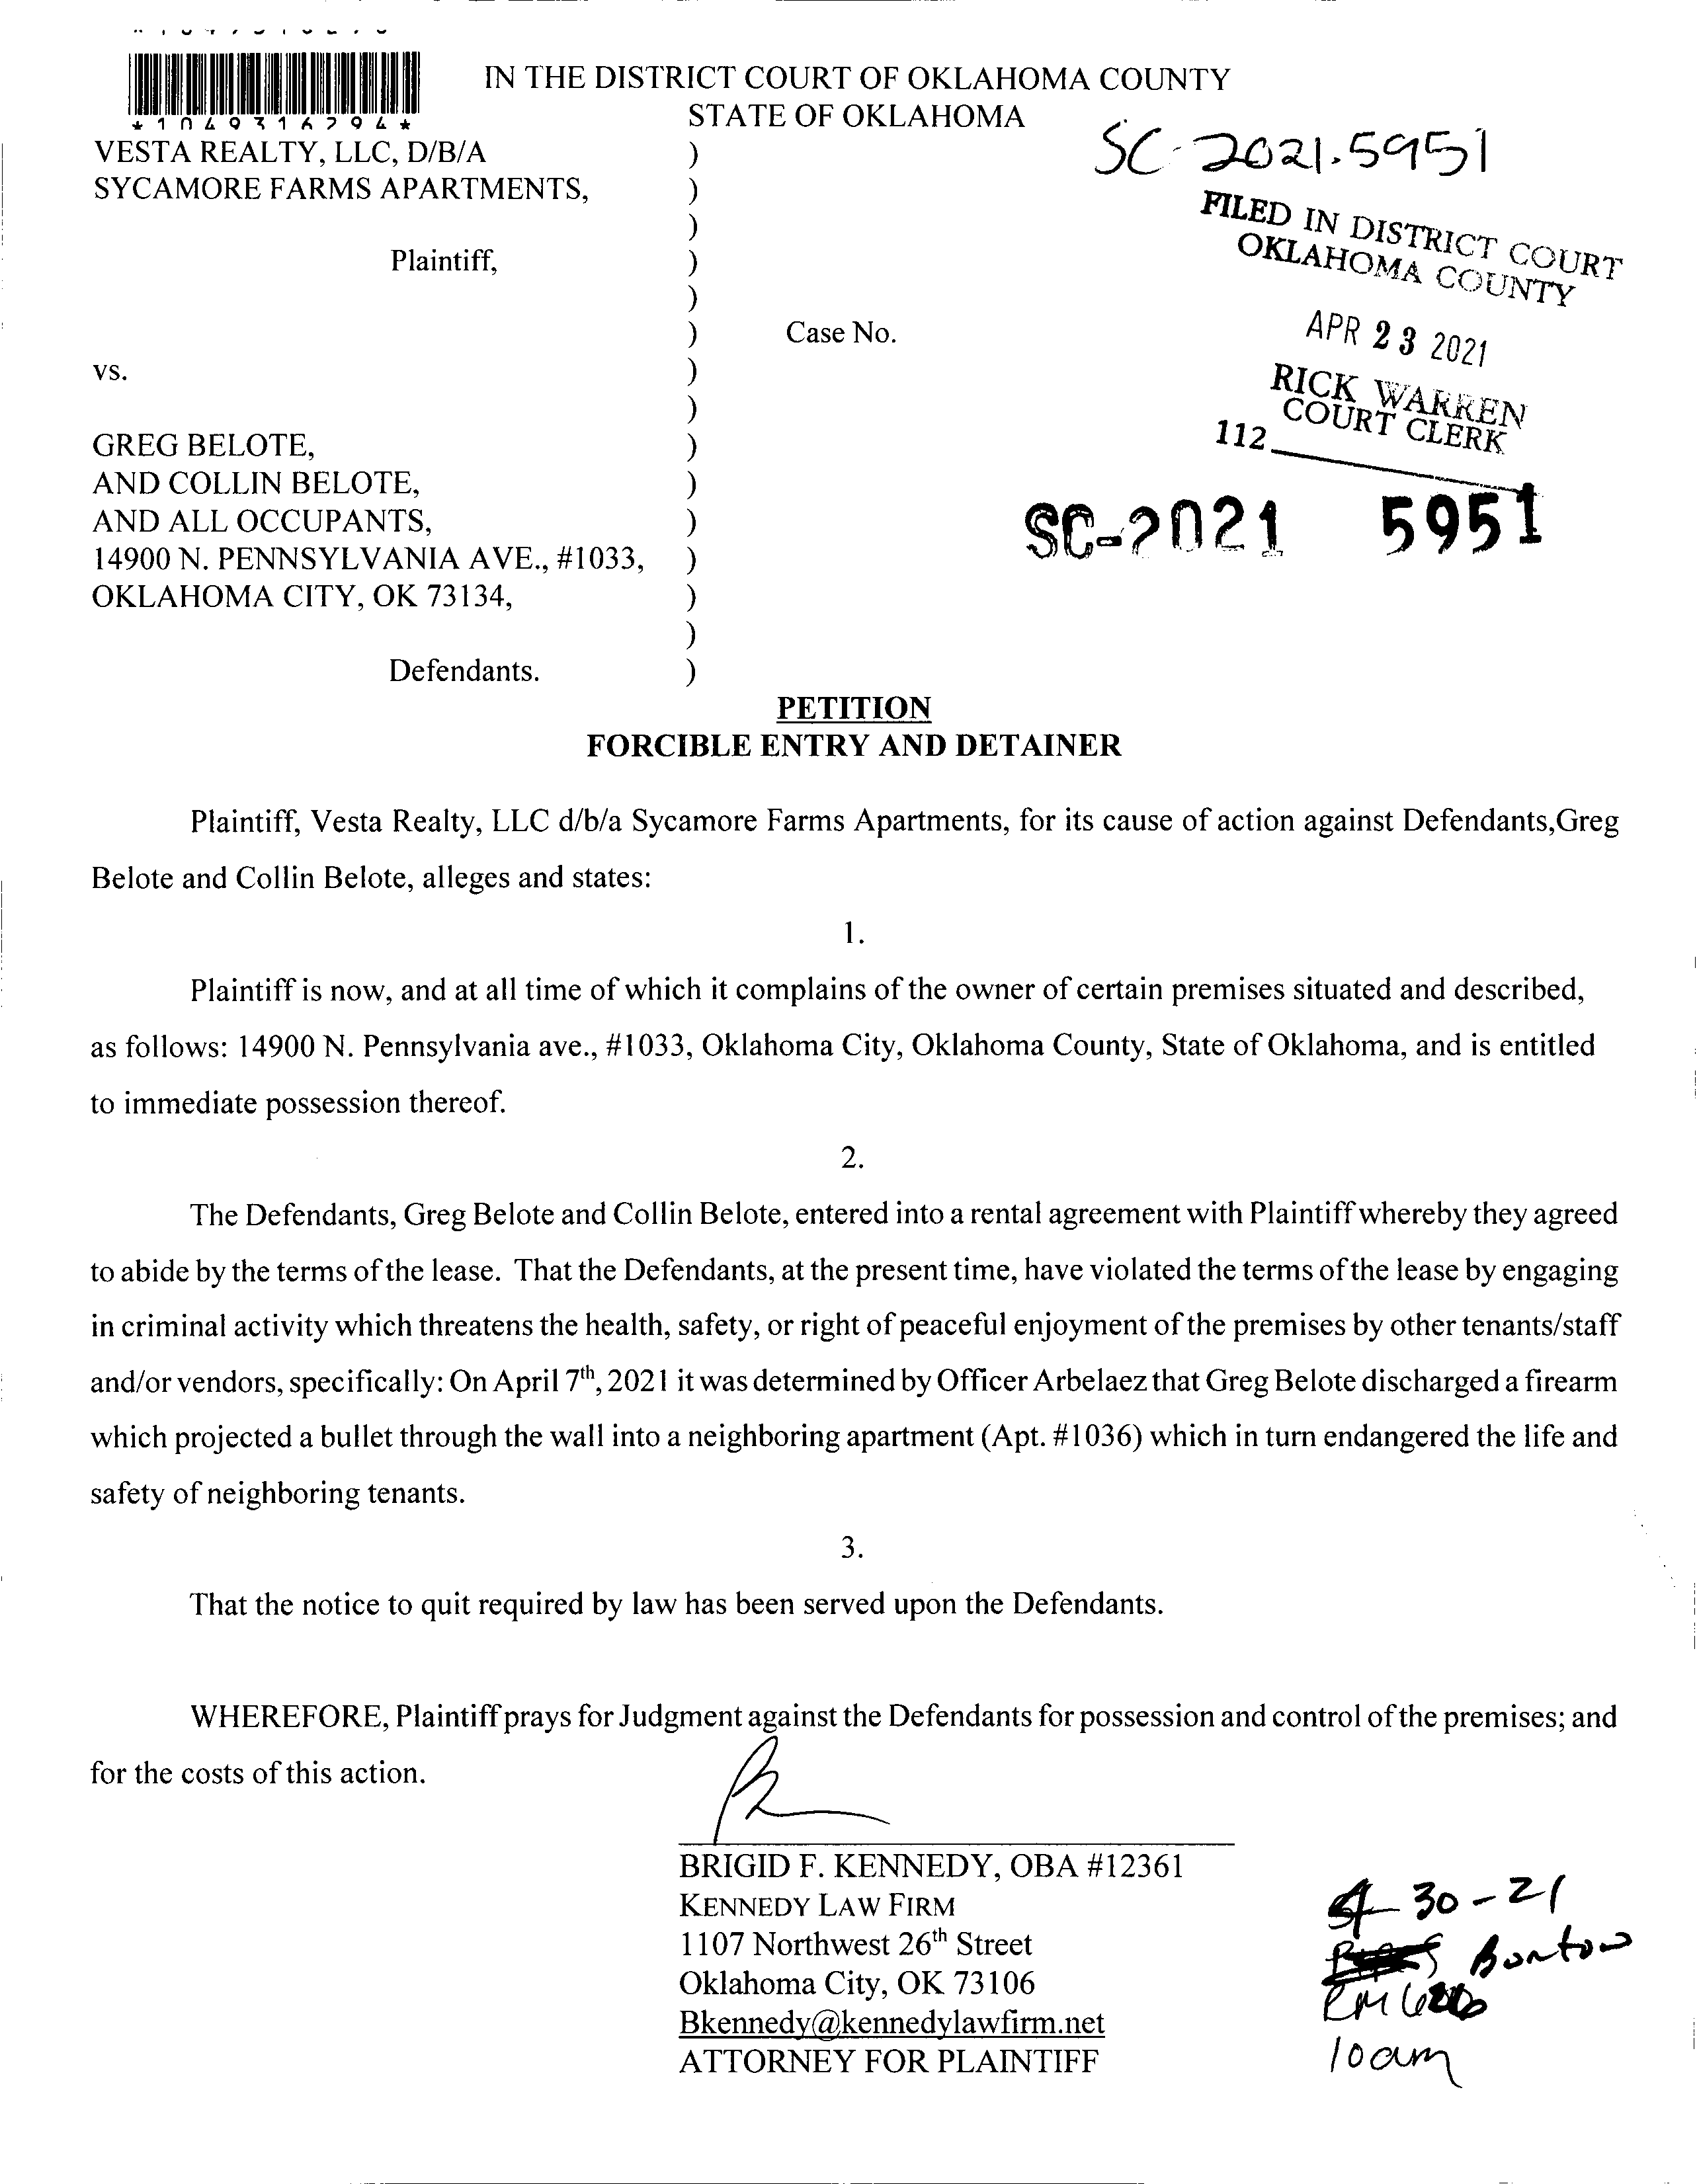 *1049316294*
IN THE DISTRICT COURT OF OKLAHOMA COUNTY
STATE OF OKLAHOMA
SC-2021-5951
VESTA REALTY, LLC, D/B/A )
SYCAMORE FARMS APARTMENTS, )
)
Plaintiff, )
)
) Case No.
vs. )
)
GREG BELOTE, )
AND COLLIN BELOTE, )
AND ALL OCCUPANTS, )
14900 N. PENNSYLVANIA AVE., #1033, )
OKLAHOMA CITY, OK 73134, )
)
Defendants. )
FILED IN DISTRICT COURT
OKLAHOMA COUNTY
APR 23 2021
RICK WARREN
COURT CLERK
112
SC-2021 5951
PETITION
FORCIBLE ENTRY AND DETAINER
Plaintiff, Vesta Realty, LLC d/b/a Sycamore Farms Apartments, for its cause of action against Defendants,Greg
Belote and Collin Belote, alleges and states:
1.
Plaintiff is now, and at all time of which it complains of the owner of certain premises situated and described,
as follows: 14900 N. Pennsylvania ave., #1033, Oklahoma City, Oklahoma County, State of Oklahoma, and is entitled
to immediate possession thereof.
2.
The Defendants, Greg Belote and Collin Belote, entered into a rental agreement with Plaintiff whereby they agreed
to abide by the terms of the lease. That the Defendants, at the present time, have violated the terms of the lease by engaging
in criminal activity which threatens the health, safety, or right of peaceful enjoyment of the premises by other tenants/staff
and/or vendors, specifically: On April 7th, 2021 it was determined by Officer Arbelaez that Greg Belote discharged a firearm
which projected a bullet through the wall into a neighboring apartment (Apt. #1036) which in turn endangered the life and
safety of neighboring tenants.
3.
That the notice to quit required by law has been served upon the Defendants.
WHEREFORE, Plaintiff prays for Judgment against the Defendants for possession and control of the premises; and
for the costs of this action.
BRIGID F. KENNEDY, OBA #12361
KENNEDY LAW FIRM
1107 Northwest 26th Street
Oklahoma City, OK 73106
Bkennedy@kennedylawfirm.net
ATTORNEY FOR PLAINTIFF
4-30-21
RM
10am